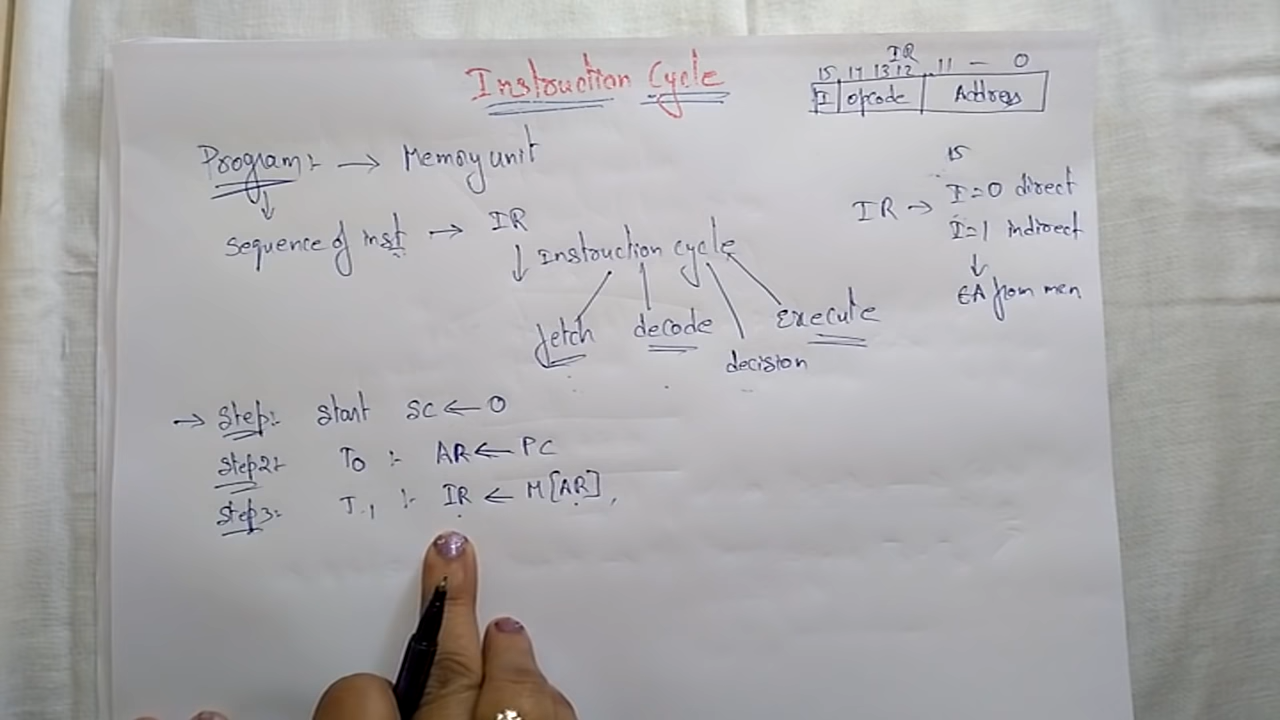 Instruction Cycle
IR
15 14 13 12 11 — 0
I opcode Address
Program:- → Memoy unit
↓
Sequence of inst → IR
↓ Instruction cycle
fetch decode decision Execute
15
IR → I=0 direct
I=1 indirect
↓
EA from mem
→ Step:- Start SC ← 0
Step2:- T0 :- AR ← PC
Step3:- T1 :- IR ← M[AR],